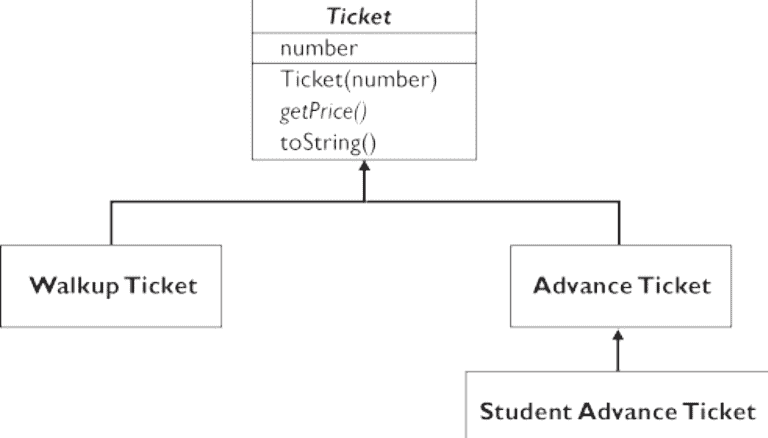 Ticket
number
Ticket(number)
getPrice()
toString()
Walkup Ticket
Advance Ticket
Student Advance Ticket